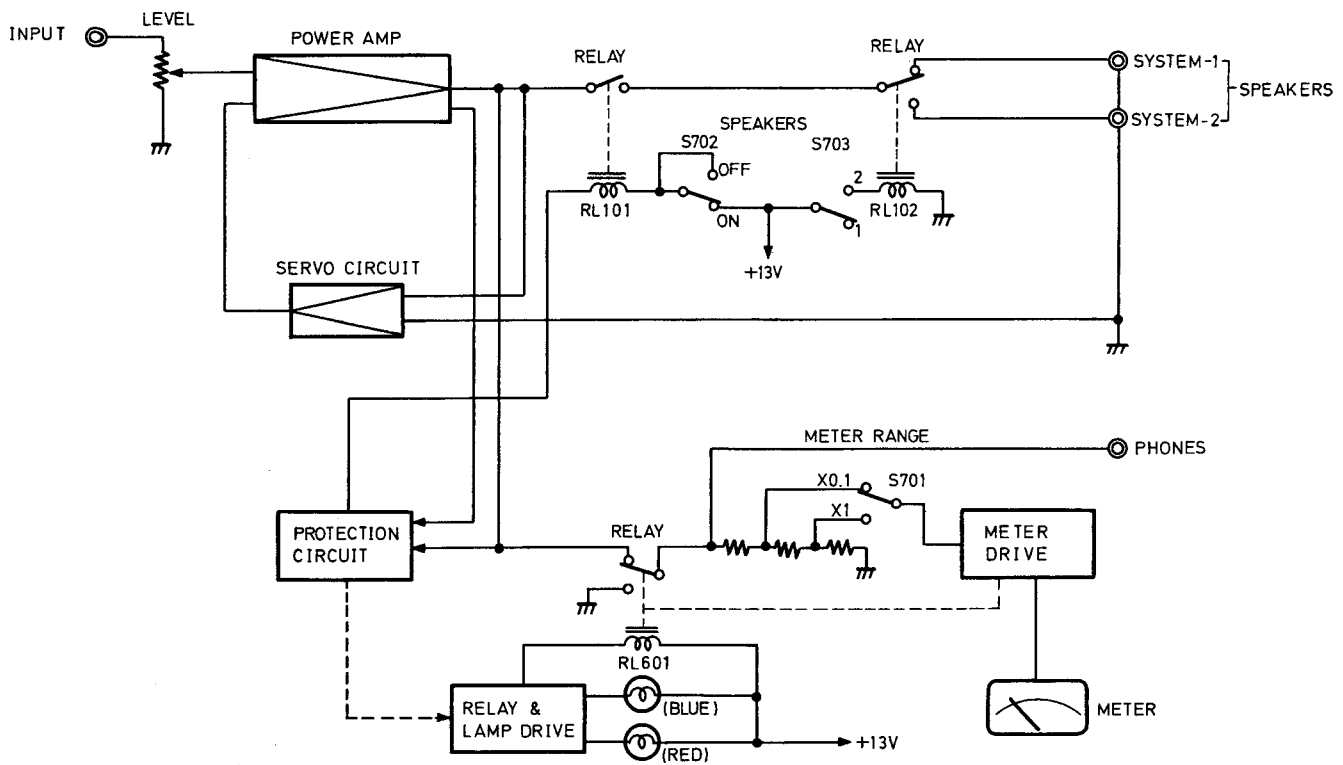 LEVEL
INPUT
POWER AMP
RELAY
RELAY
SYSTEM-1
SPEAKERS
SYSTEM-2
SPEAKERS
S702
S703
OFF
ON
2
1
RL101
RL102
+13V
SERVO CIRCUIT
METER RANGE
PHONES
X0.1
S701
X1
PROTECTION
CIRCUIT
RELAY
METER
DRIVE
RL601
RELAY &
LAMP DRIVE
(BLUE)
(RED)
+13V
METER